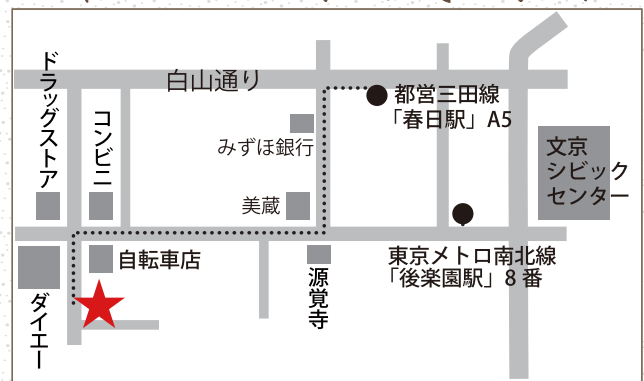 白山通り
ドラッグストア
コンビニ
みずほ銀行
都営三田線
「春日駅」A5
文京
シビック
センター
美蔵
自転車店
源覚寺
東京メトロ南北線
「後楽園駅」8番
ダイエー